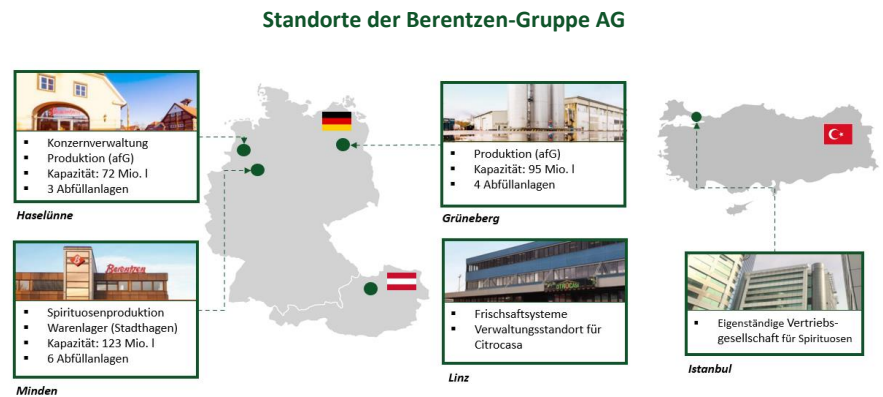 Standorte der Berentzen-Gruppe AG
Konzernverwaltung
Produktion (afG)
Kapazität: 72 Mio. l
3 Abfüllanlagen
Haselünne
Produktion (afG)
Kapazität: 95 Mio. l
4 Abfüllanlagen
Grüneberg
Berentzen
Spirituosenproduktion
Warenlager (Stadthagen)
Kapazität: 123 Mio. l
6 Abfüllanlagen
Minden
Frischsaftsysteme
Verwaltungsstandort für
Citrocasa
Linz
Eigenständige Vertriebs-
gesellschaft für Spirituosen
Istanbul